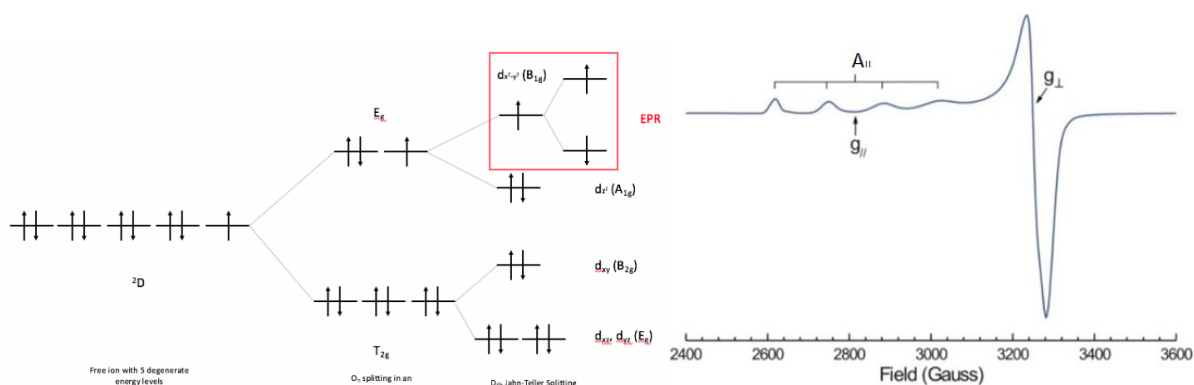 dx²-y² (B1g)
Eg
EPR
dz² (A1g)
²D
dxy (B2g)
T2g
dxz, dyz (Eg)
Free ion with 5 degenerate
energy levels
Oh splitting in an
D4h Jahn-Teller Splitting
A||
g⊥
g//
2400 2600 2800 3000 3200 3400 3600
Field (Gauss)